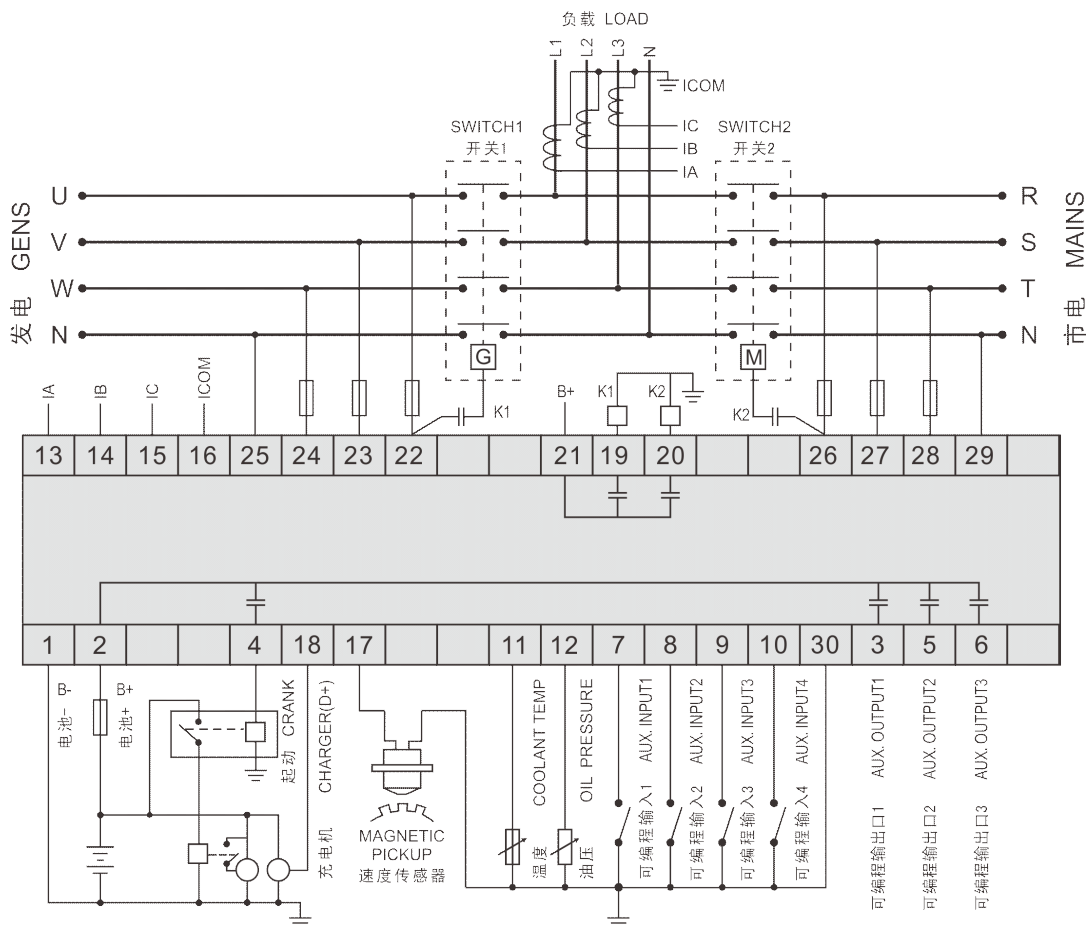 负载 LOAD
L1
L2
L3
N
ICOM
IC
IB
IA
SWITCH1
开关1
SWITCH2
开关2
发电 GENS
U
V
W
N
R
S
T
N
市电 MAINS
G
M
IA
IB
IC
ICOM
K1
B+
K1
K2
K2
13 14 15 16 25 24 23 22 21 19 20 26 27 28 29
1 2 4 18 17 11 12 7 8 9 10 30 3 5 6
B-
电池-
B+
电池+
起动 CRANK
充电机 CHARGER(D+)
MAGNETIC
PICKUP
速度传感器
温度 COOLANT TEMP
油压 OIL PRESSURE
可编程输入1 AUX.INPUT1
可编程输入2 AUX.INPUT2
可编程输入3 AUX.INPUT3
可编程输入4 AUX.INPUT4
可编程输出口1 AUX.OUTPUT1
可编程输出口2 AUX.OUTPUT2
可编程输出口3 AUX.OUTPUT3